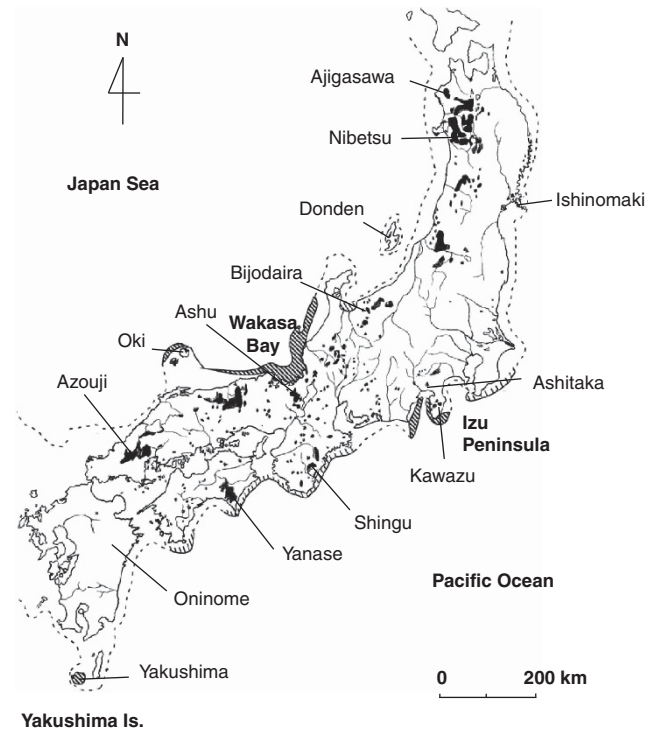 N
Ajigasawa
Nibetsu
Japan Sea
Ishinomaki
Donden
Bijodaira
Ashu
Wakasa
Bay
Oki
Azouji
Ashitaka
Izu
Peninsula
Kawazu
Shingu
Yanase
Pacific Ocean
Oninome
Yakushima
0 200 km
Yakushima Is.